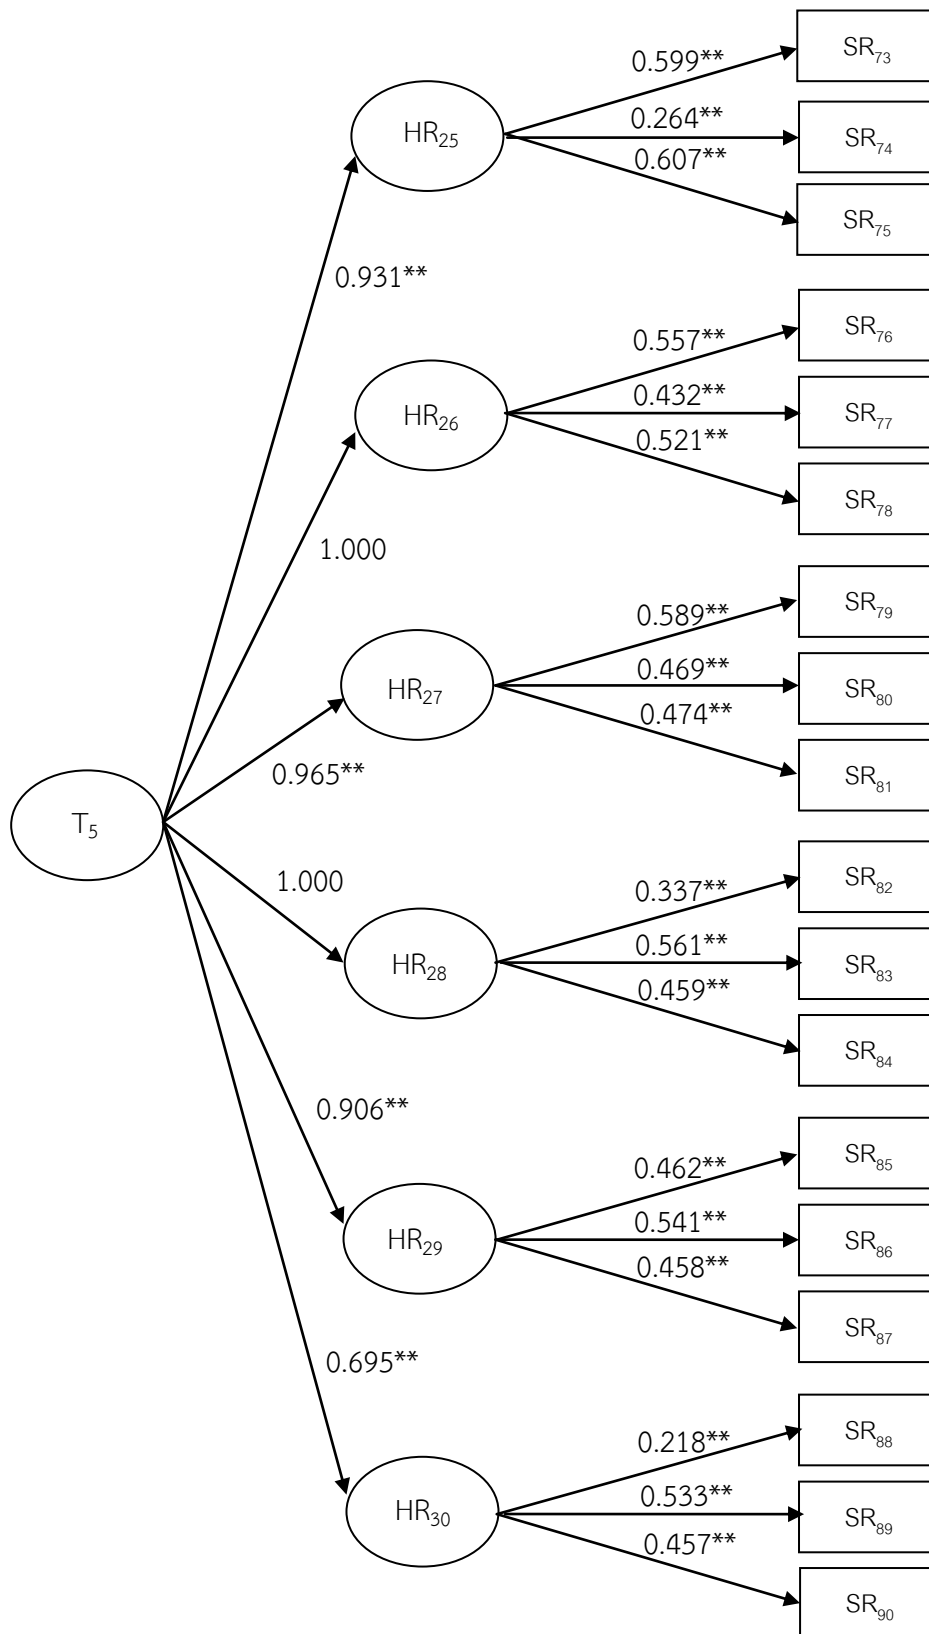 0.599**
SR73
HR25
0.264**
SR74
0.607**
SR75
0.931**
0.557**
SR76
HR26
0.432**
SR77
0.521**
SR78
1.000
0.589**
SR79
HR27
0.469**
SR80
0.474**
SR81
0.965**
T5
1.000
0.337**
SR82
HR28
0.561**
SR83
0.459**
SR84
0.906**
0.462**
SR85
HR29
0.541**
SR86
0.458**
SR87
0.695**
0.218**
SR88
HR30
0.533**
SR89
0.457**
SR90